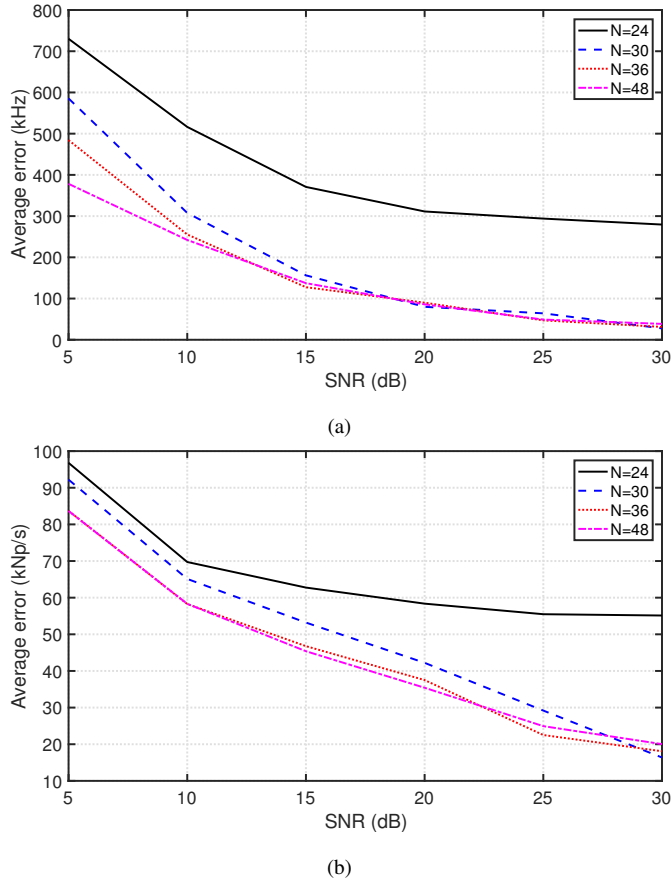 800
700
600
500
400
300
200
100
0
Average error (kHz)
N=24
N=30
N=36
N=48
5 10 15 20 25 30
SNR (dB)
(a)
100
90
80
70
60
50
40
30
20
10
Average error (kNp/s)
N=24
N=30
N=36
N=48
5 10 15 20 25 30
SNR (dB)
(b)